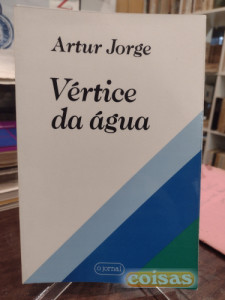 Artur Jorge
Vértice
da água
o jornal
coisas